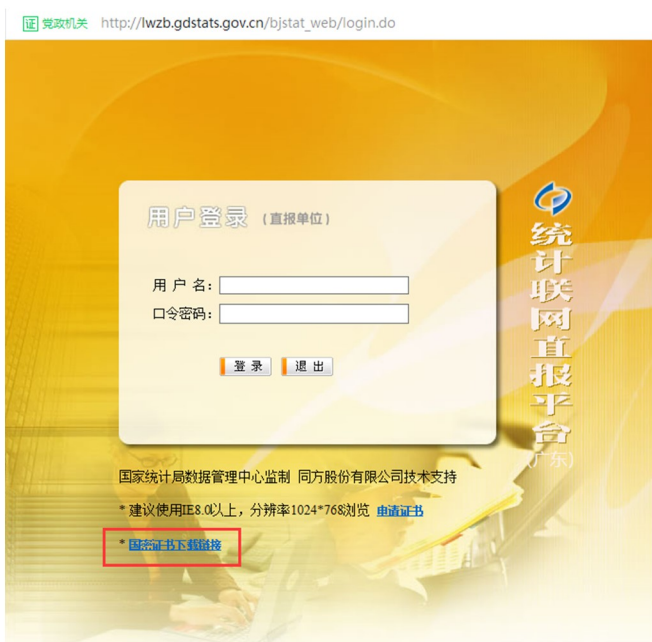 证 党政机关 http://lwzb.gdstats.gov.cn/bjstat_web/login.do
用户登录 (直报单位)
用 户 名:
口令密码:
登 录 退 出
统计联网直报平台
(广东)
国家统计局数据管理中心监制 同方股份有限公司技术支持
* 建议使用IE8.0以上，分辨率1024*768浏览 申请证书
* 国密证书下载链接